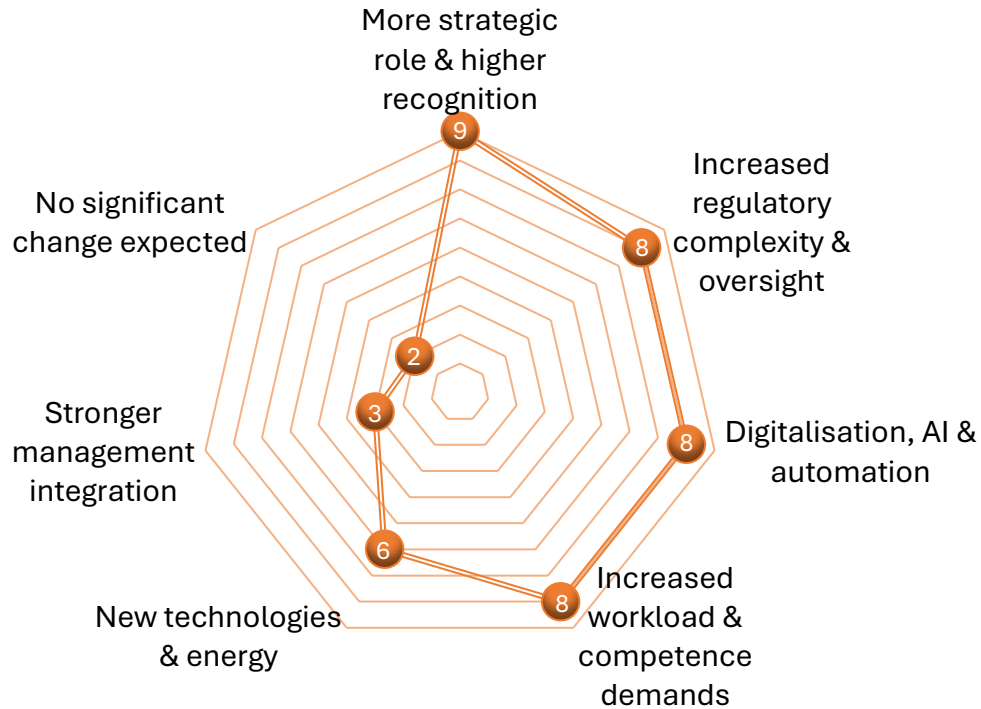 More strategic
role & higher
recognition
9
Increased
regulatory
complexity &
oversight
8
Digitalisation, AI &
automation
8
Increased
workload &
competence
demands
8
New technologies
& energy
6
Stronger
management
integration
3
No significant
change expected
2